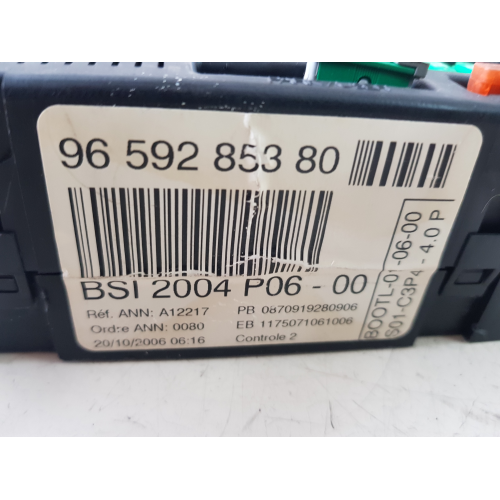 96 592 853 80
BSI 2004 P06 - 00
Réf. ANN: A12217 PB 0870919280906
Ordre ANN: 0080 EB 1175071061006
20/10/2006 06:16 Controle 2
BOOTL-01-06-00
S01-C3P4 - 4.0 P